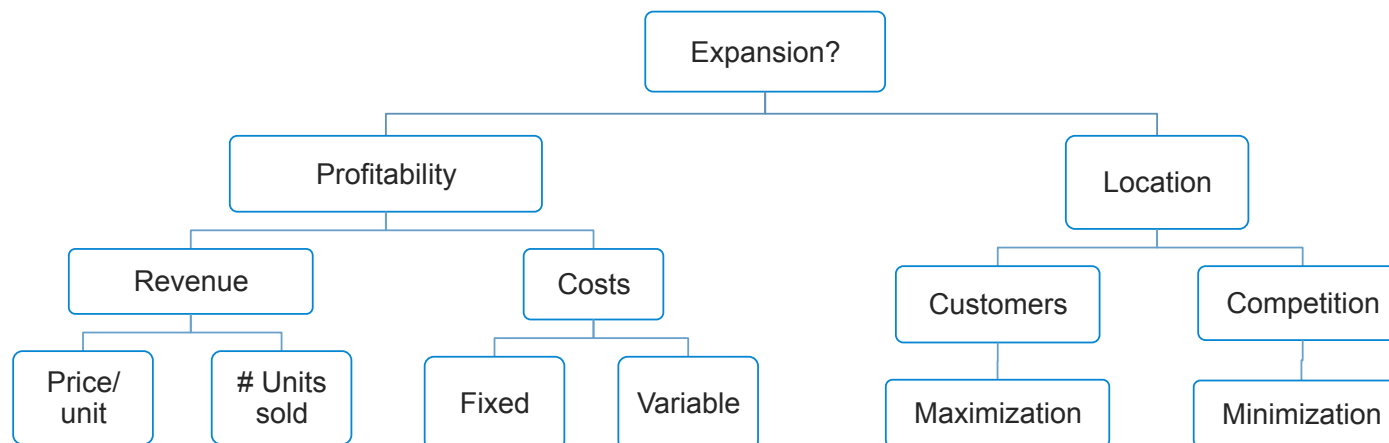 Expansion?
Profitability
Location
Revenue
Costs
Customers
Competition
Price/
unit
# Units
sold
Fixed
Variable
Maximization
Minimization